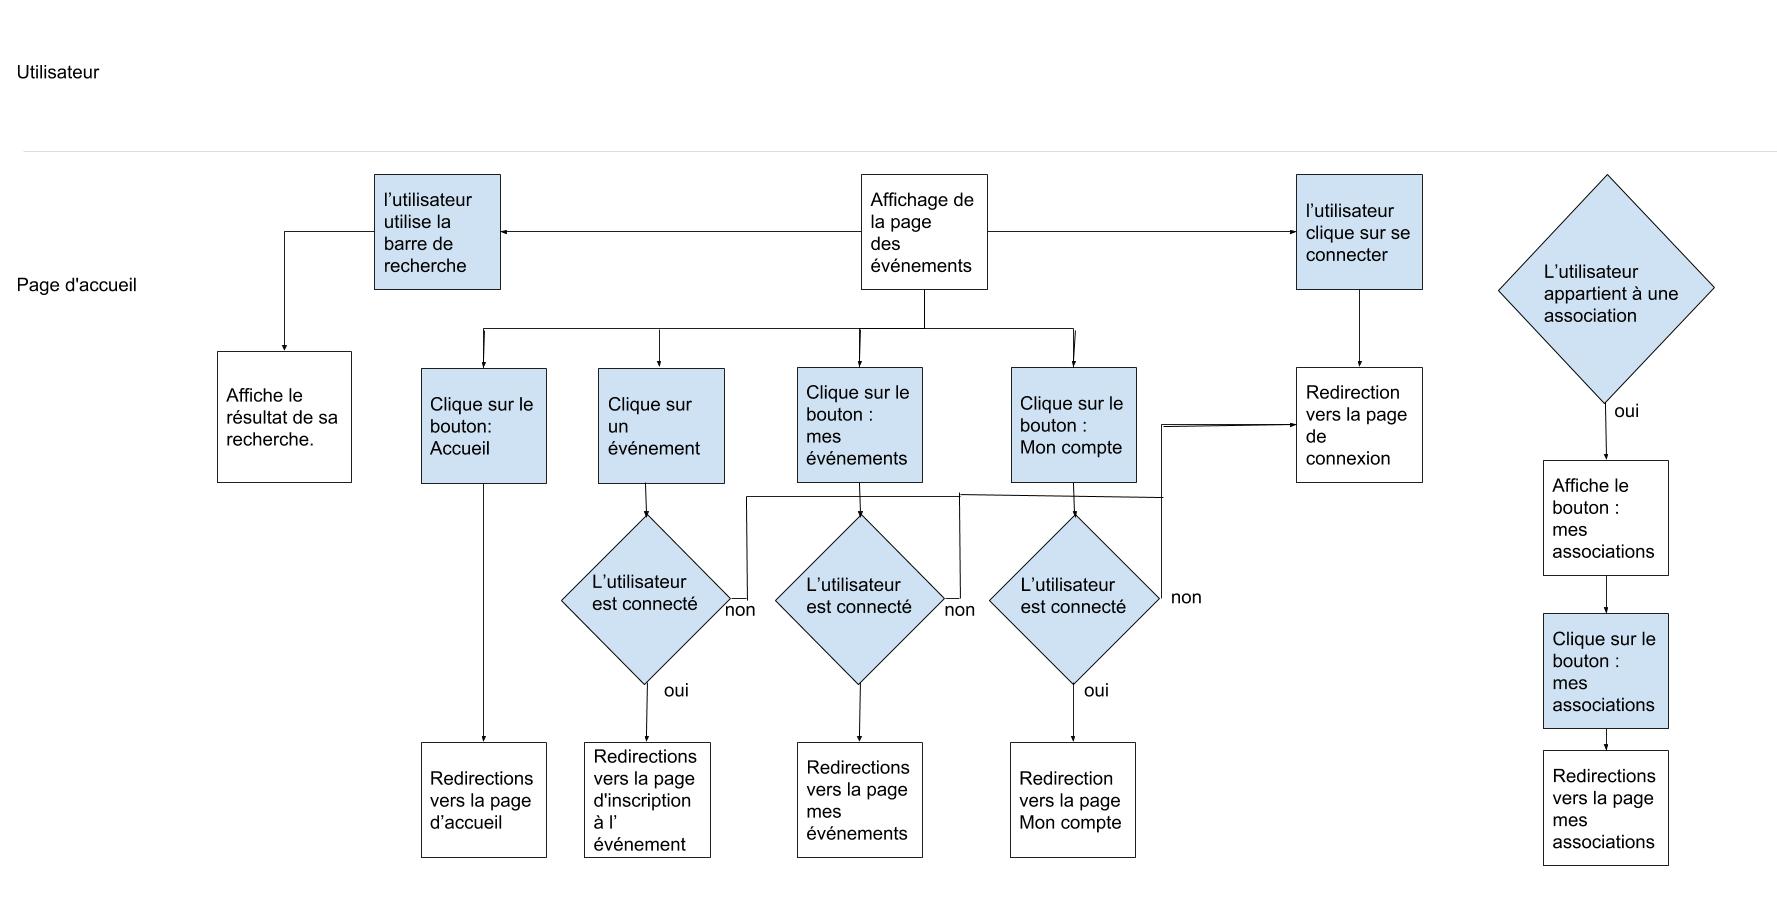 Utilisateur
l’utilisateur
utilise la
barre de
recherche
Affichage de
la page
des
événements
l’utilisateur
clique sur se
connecter
L’utilisateur
appartient à une
association
Page d'accueil
Affiche le
résultat de sa
recherche.
Clique sur le
bouton:
Accueil
Clique sur
un
événement
Clique sur le
bouton :
mes
événements
Clique sur le
bouton :
Mon compte
Redirection
vers la page
de
connexion
oui
Affiche le
bouton :
mes
associations
L’utilisateur
est connecté
non
L’utilisateur
est connecté
non
L’utilisateur
est connecté
non
Clique sur le
bouton :
mes
associations
oui
oui
Redirections
vers la page
d’accueil
Redirections
vers la page
d'inscription
à l’
événement
Redirections
vers la page
mes
événements
Redirection
vers la page
Mon compte
Redirections
vers la page
mes
associations